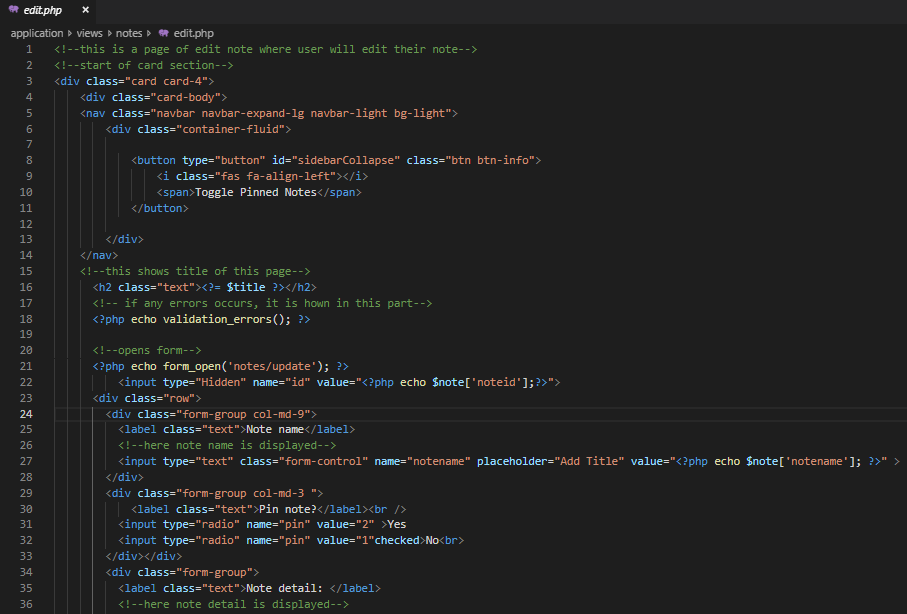 edit.php ×
application > views > notes > edit.php
1 <!--this is a page of edit note where user will edit their note-->
2 <!--start of card section-->
3 <div class="card card-4">
4 <div class="card-body">
5 <nav class="navbar navbar-expand-lg navbar-light bg-light">
6 <div class="container-fluid">
7
8 <button type="button" id="sidebarCollapse" class="btn btn-info">
9 <i class="fas fa-align-left"></i>
10 <span>Toggle Pinned Notes</span>
11 </button>
12
13 </div>
14 </nav>
15 <!--this shows title of this page-->
16 <h2 class="text"><?= $title ?></h2>
17 <!-- if any errors occurs, it is hown in this part-->
18 <?php echo validation_errors(); ?>
19
20 <!--opens form-->
21 <?php echo form_open('notes/update'); ?>
22 <input type="Hidden" name="id" value="<?php echo $note['noteid'];?>">
23 <div class="row">
24 <div class="form-group col-md-9">
25 <label class="text">Note name</label>
26 <!--here note name is displayed-->
27 <input type="text" class="form-control" name="notename" placeholder="Add Title" value="<?php echo $note['notename']; ?>" >
28 </div>
29 <div class="form-group col-md-3 ">
30 <label class="text">Pin note?</label><br />
31 <input type="radio" name="pin" value="2" >Yes
32 <input type="radio" name="pin" value="1"checked>No<br>
33 </div></div>
34 <div class="form-group">
35 <label class="text">Note detail: </label>
36 <!--here note detail is displayed-->